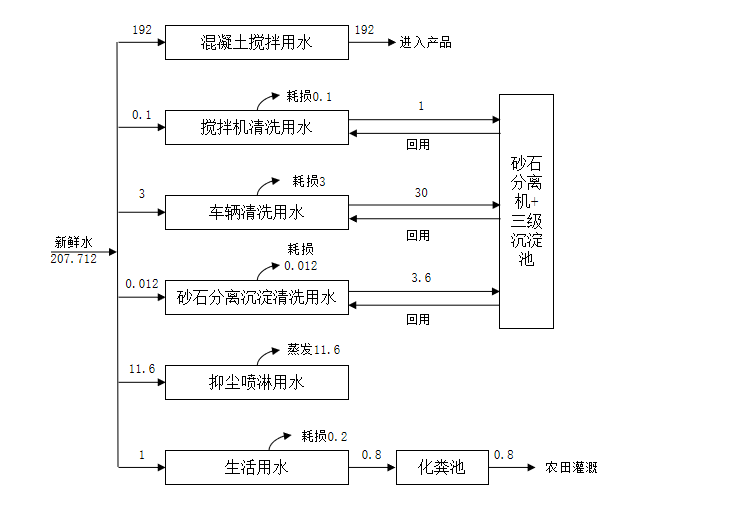 192
混凝土搅拌用水
192
进入产品
耗损0.1
0.1
搅拌机清洗用水
1
回用
耗损3
3
车辆清洗用水
30
回用
砂石
分离
机+
三级
沉淀
池
新鲜水
207.712
耗损
0.012
0.012
砂石分离沉淀清洗用水
3.6
回用
蒸发11.6
11.6
抑尘喷淋用水
耗损0.2
1
生活用水
0.8
化粪池
0.8
农田灌溉